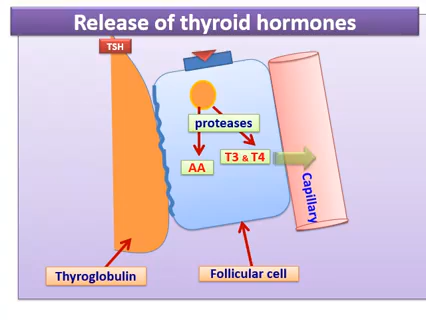 Release of thyroid hormones
TSH
proteases
AA
T3 & T4
Capillary
Thyroglobulin
Follicular cell